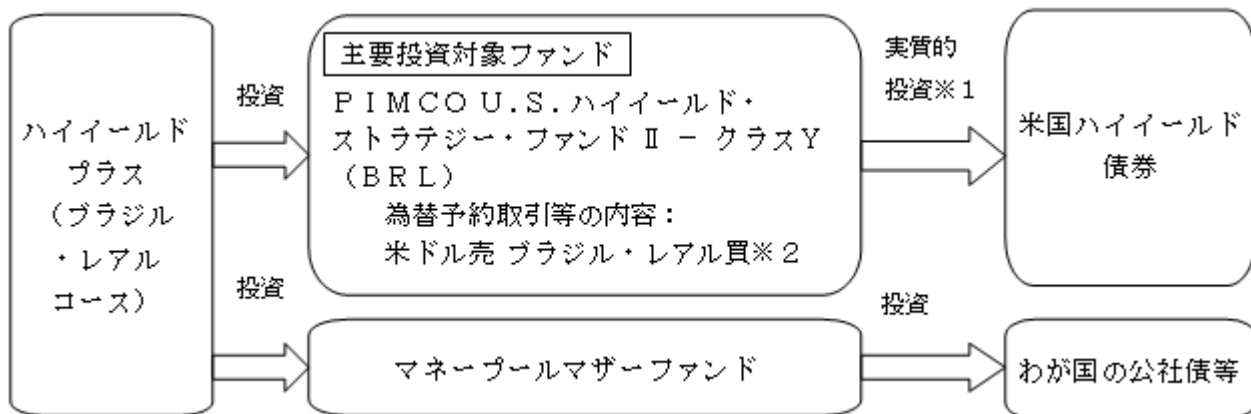 ハイイールド
プラス
（ブラジル
・レアル
コース）
投資
投資
主要投資対象ファンド
ＰＩＭＣＯ Ｕ．Ｓ．ハイイールド・
ストラテジー・ファンド Ⅱ － クラスＹ
（ＢＲＬ）
為替予約取引等の内容：
米ドル売 ブラジル・レアル買※２
マネープールマザーファンド
実質的
投資※１
投資
米国ハイイールド
債券
わが国の公社債等